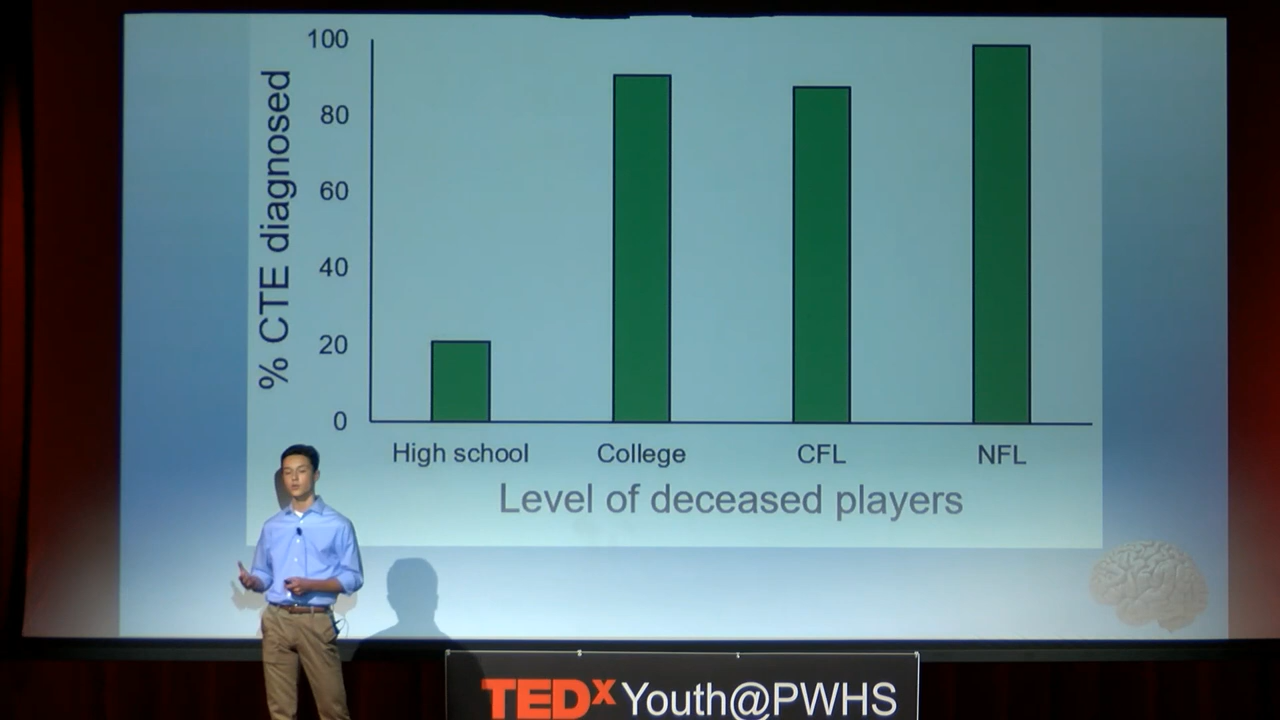 100
80
60
40
20
0
% CTE diagnosed
High school College CFL NFL
Level of deceased players
TEDx Youth@PWHS